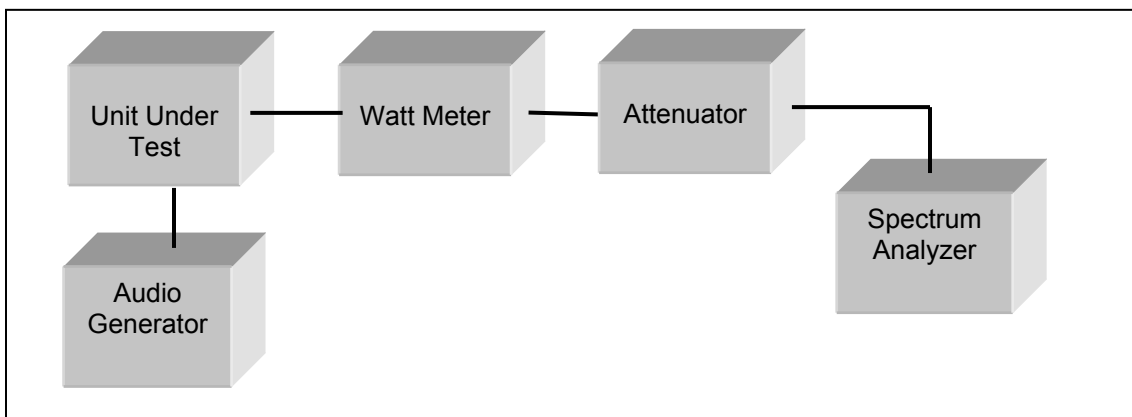 Unit Under
Test
Watt Meter
Attenuator
Spectrum
Analyzer
Audio
Generator